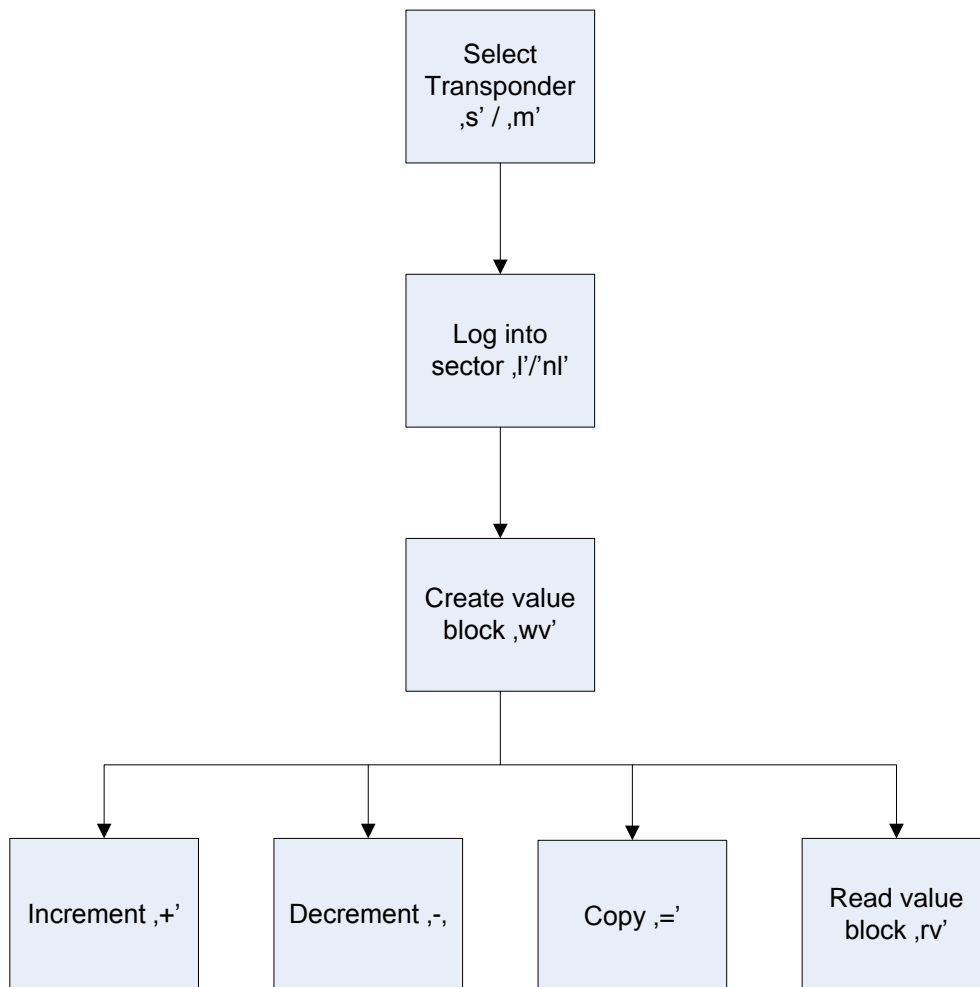 Select
Transponder
‚s’ / ‚m’
Log into
sector ‚l’/’nl’
Create value
block ‚wv’
Increment ‚+’
Decrement ‚-‚
Copy ‚=’
Read value
block ‚rv’